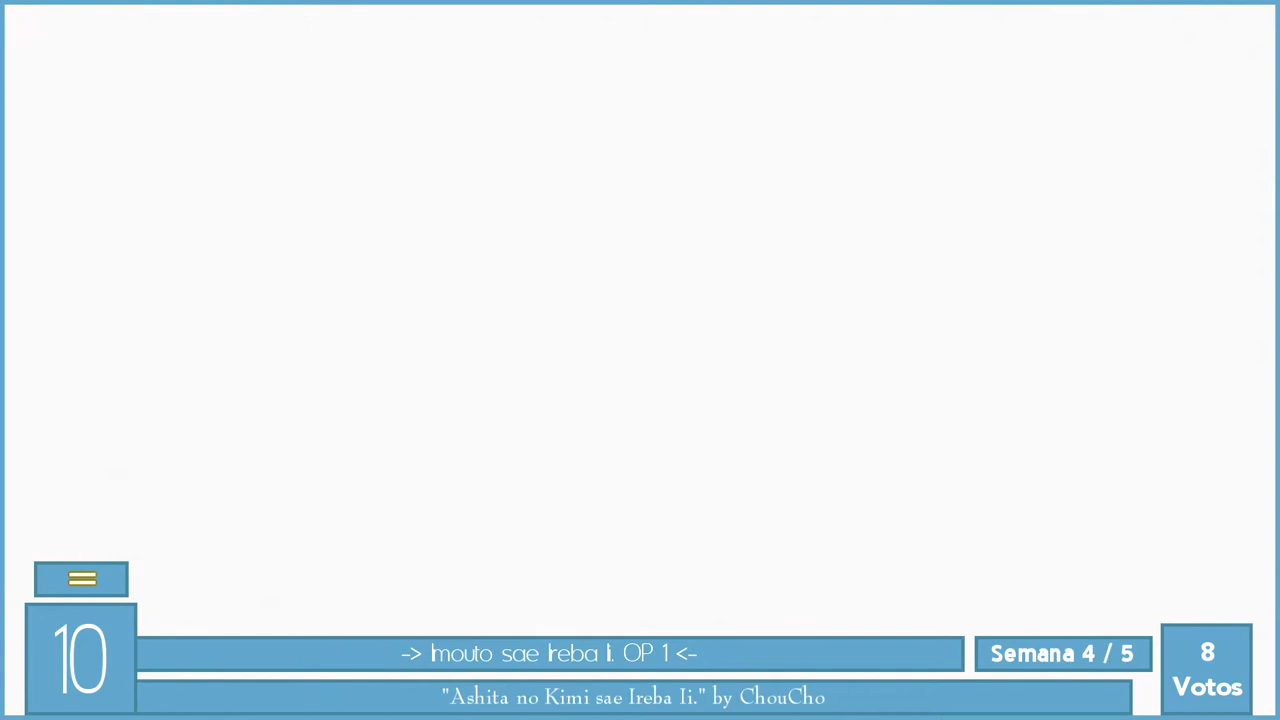 =
10
-> Imouto sae Ireba Ii. OP 1 <-
Semana 4 / 5
8
Votos
"Ashita no Kimi sae Ireba Ii." by ChouCho